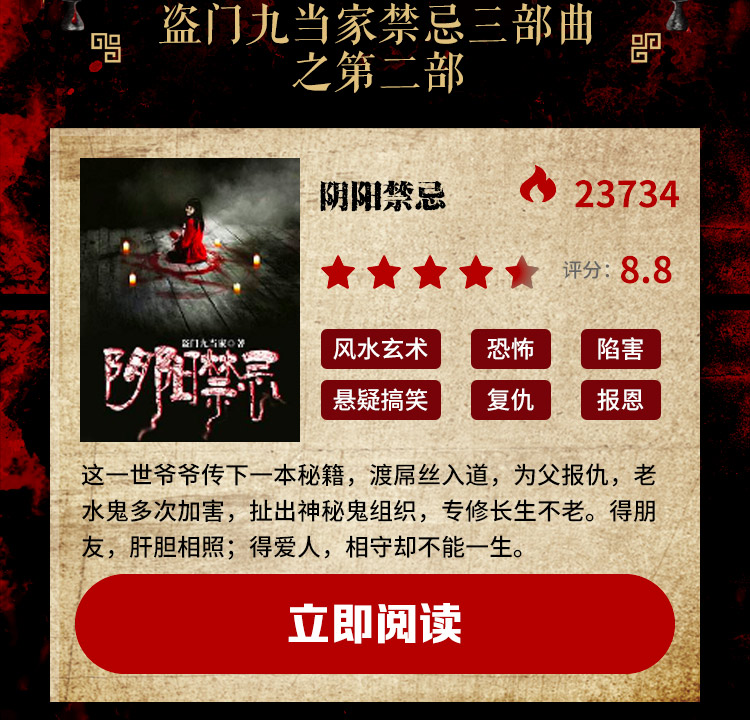 盗门九当家禁忌三部曲
之第二部
阴阳禁忌
23734
评分：8.8
风水玄术 恐怖 陷害
悬疑搞笑 复仇 报恩
盗门九当家◎著
阴阳禁忌
这一世爷爷传下一本秘籍，渡屌丝入道，为父报仇，老
水鬼多次加害，扯出神秘鬼组织，专修长生不老。得朋
友，肝胆相照；得爱人，相守却不能一生。
立即阅读